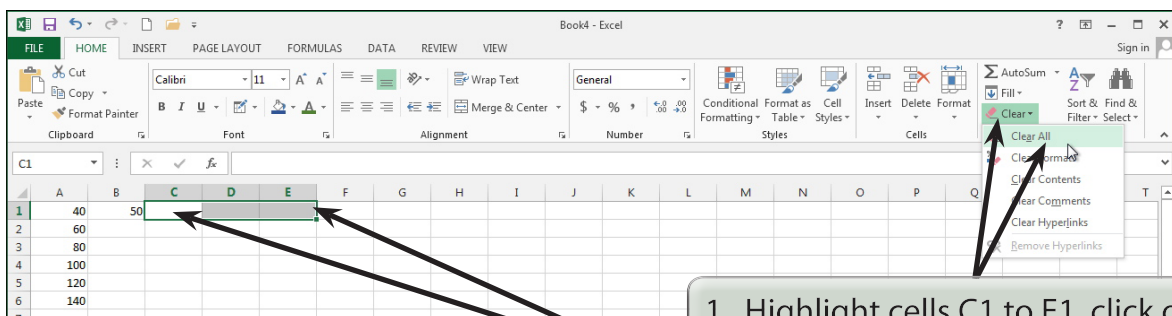 Book4 - Excel
FILE HOME INSERT PAGE LAYOUT FORMULAS DATA REVIEW VIEW Sign in
Cut
Copy
Format Painter
Paste
Clipboard
Calibri 11
B I U
Font
Wrap Text
Merge & Center
Alignment
General
$ % ,
Number
Conditional Formatting
Format as Table
Cell Styles
Styles
Insert Delete Format
Cells
AutoSum
Fill
Clear
Sort & Filter
Find & Select
Clear All
Clear Formats
Clear Contents
Clear Comments
Clear Hyperlinks
Remove Hyperlinks
C1 fx
A B C D E F G H I J K L M N O P Q T
1 40 50
2 60
3 80
4 100
5 120
6 140
1. Highlight cells C1 to E1, click